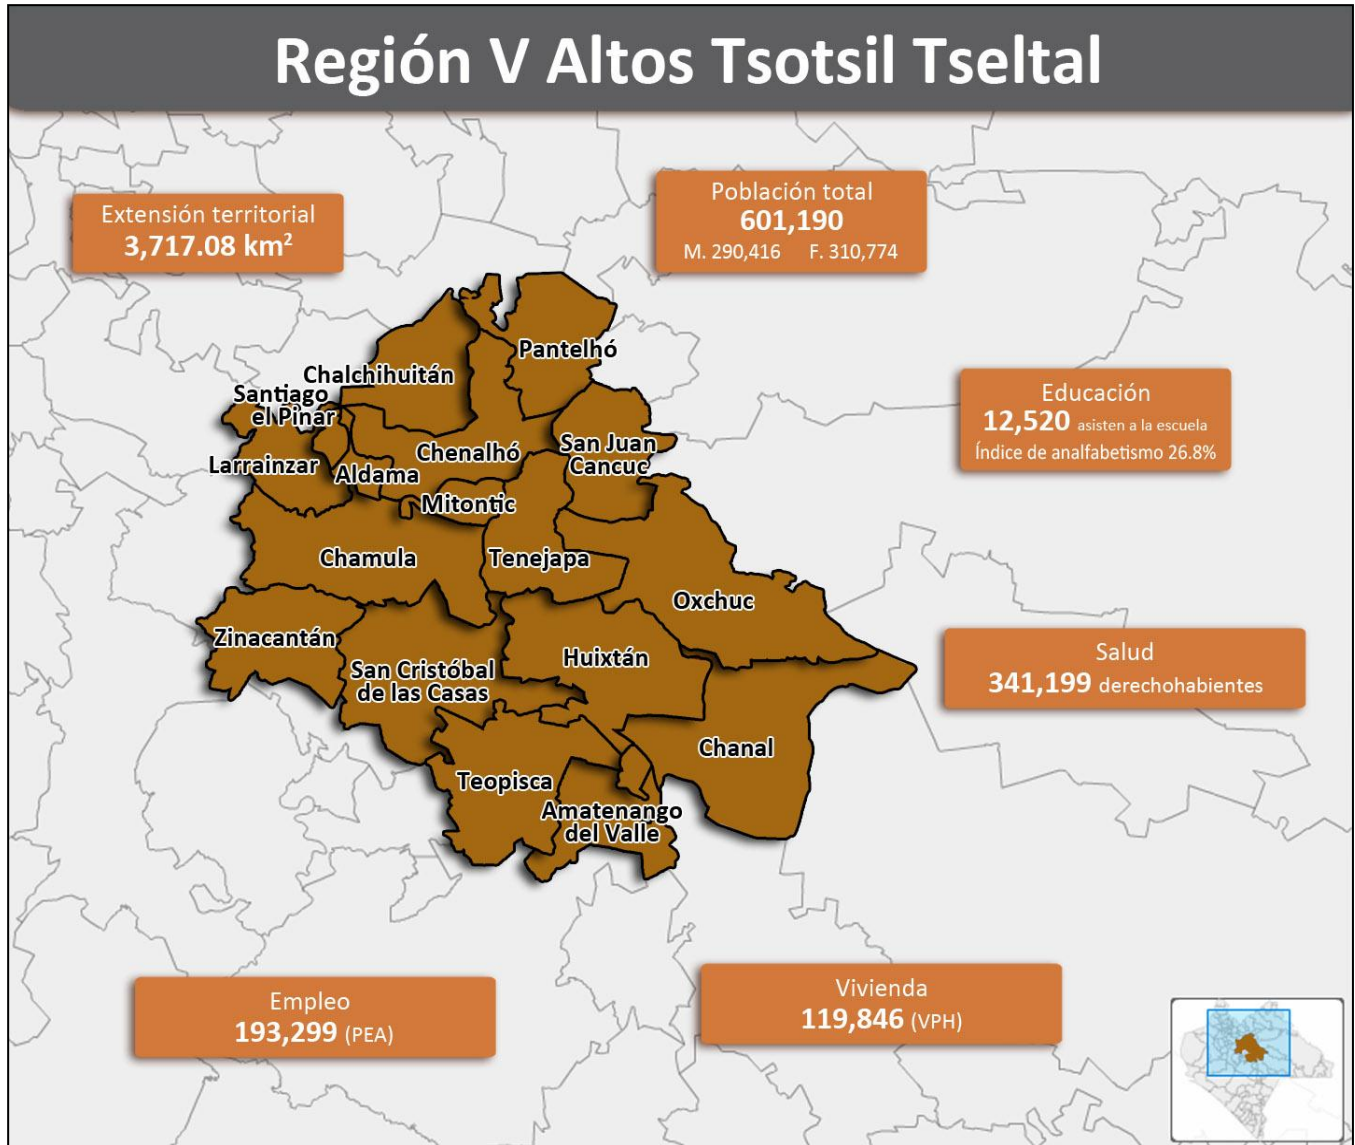 Región V Altos Tsotsil Tseltal
Extensión territorial
3,717.08 km²
Población total
601,190
M. 290,416 F. 310,774
Educación
12,520 asisten a la escuela
Índice de analfabetismo 26.8%
Salud
341,199 derechohabientes
Pantelhó
Chalchihuitán
Santiago
el Pinar
Chenalhó
San Juan
Cancuc
Larrainzar
Aldama
Mitontic
Chamula
Tenejapa
Oxchuc
Zinacantán
San Cristóbal
de las Casas
Huixtán
Chanal
Teopisca
Amatenango
del Valle
Empleo
193,299 (PEA)
Vivienda
119,846 (VPH)